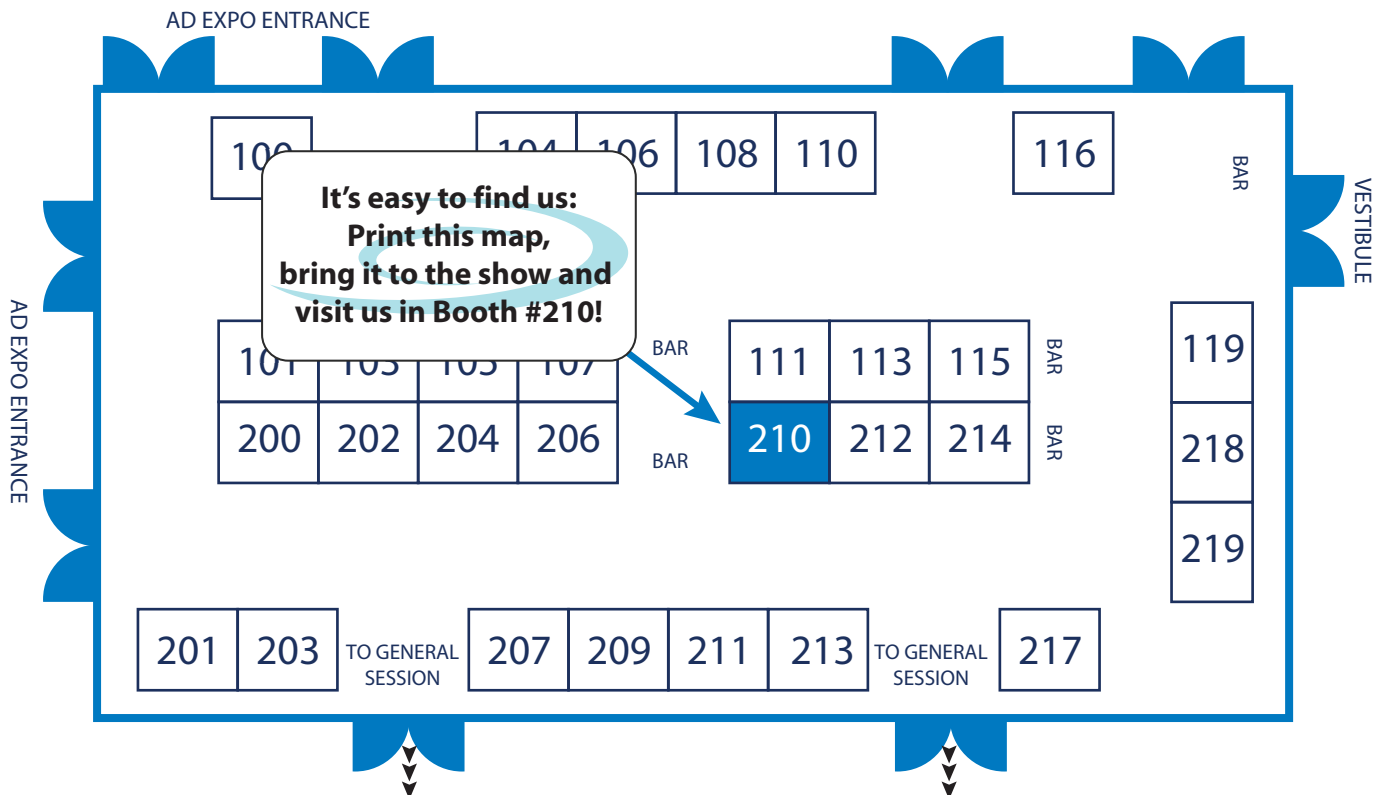 AD EXPO ENTRANCE
100 104 106 108 110 116
BAR
VESTIBULE
It's easy to find us:
Print this map,
bring it to the show and
visit us in Booth #210!
AD EXPO ENTRANCE
101 103 105 107 BAR 111 113 115 BAR 119
200 202 204 206 BAR 210 212 214 BAR 218
219
201 203 TO GENERAL
SESSION
207 209 211 213 TO GENERAL
SESSION
217